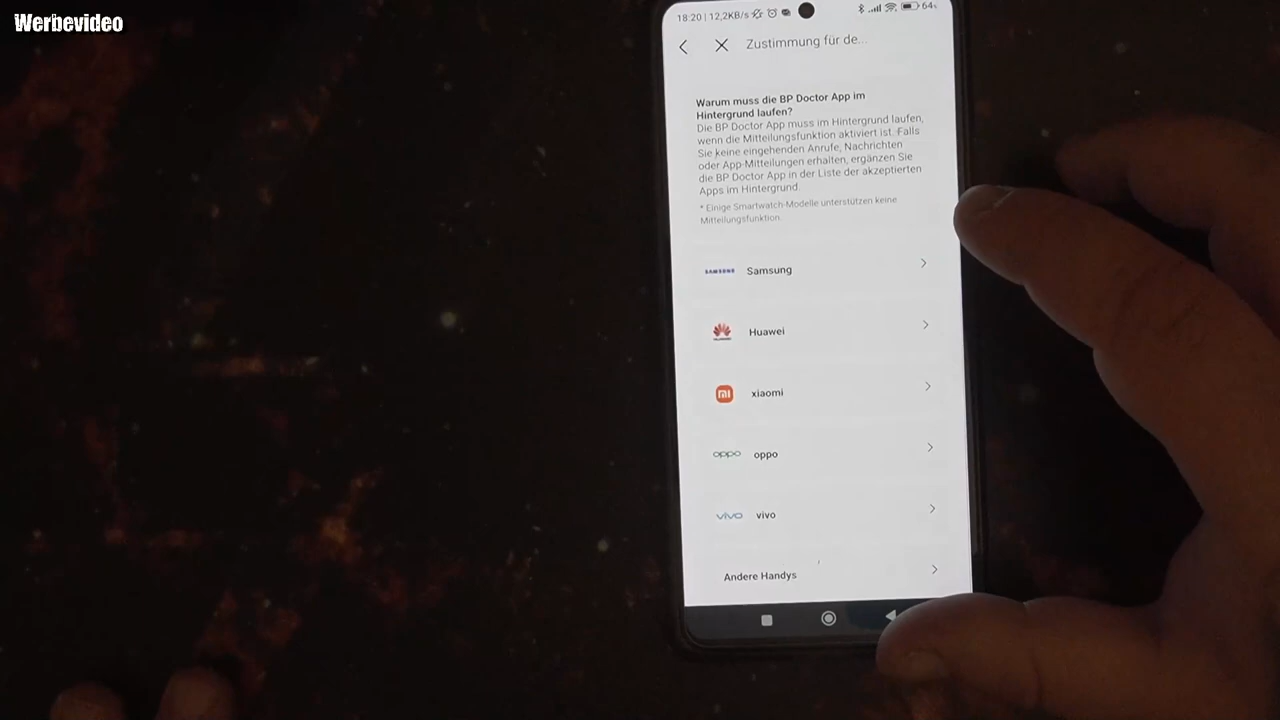 Werbevideo
18:20 | 12,2KB/s
64
Zustimmung für de...
Warum muss die BP Doctor App im
Hintergrund laufen?
Die BP Doctor App muss im Hintergrund laufen,
wenn die Mitteilungsfunktion aktiviert ist. Falls
Sie keine eingehenden Anrufe, Nachrichten
oder App-Mitteilungen erhalten, ergänzen Sie
die BP Doctor App in der Liste der akzeptierten
Apps im Hintergrund.
* Einige Smartwatch-Modelle unterstützen keine
Mitteilungsfunktion.
SAMSUNG Samsung
HUAWEI Huawei
mi xiaomi
oppo oppo
vivo vivo
Andere Handys